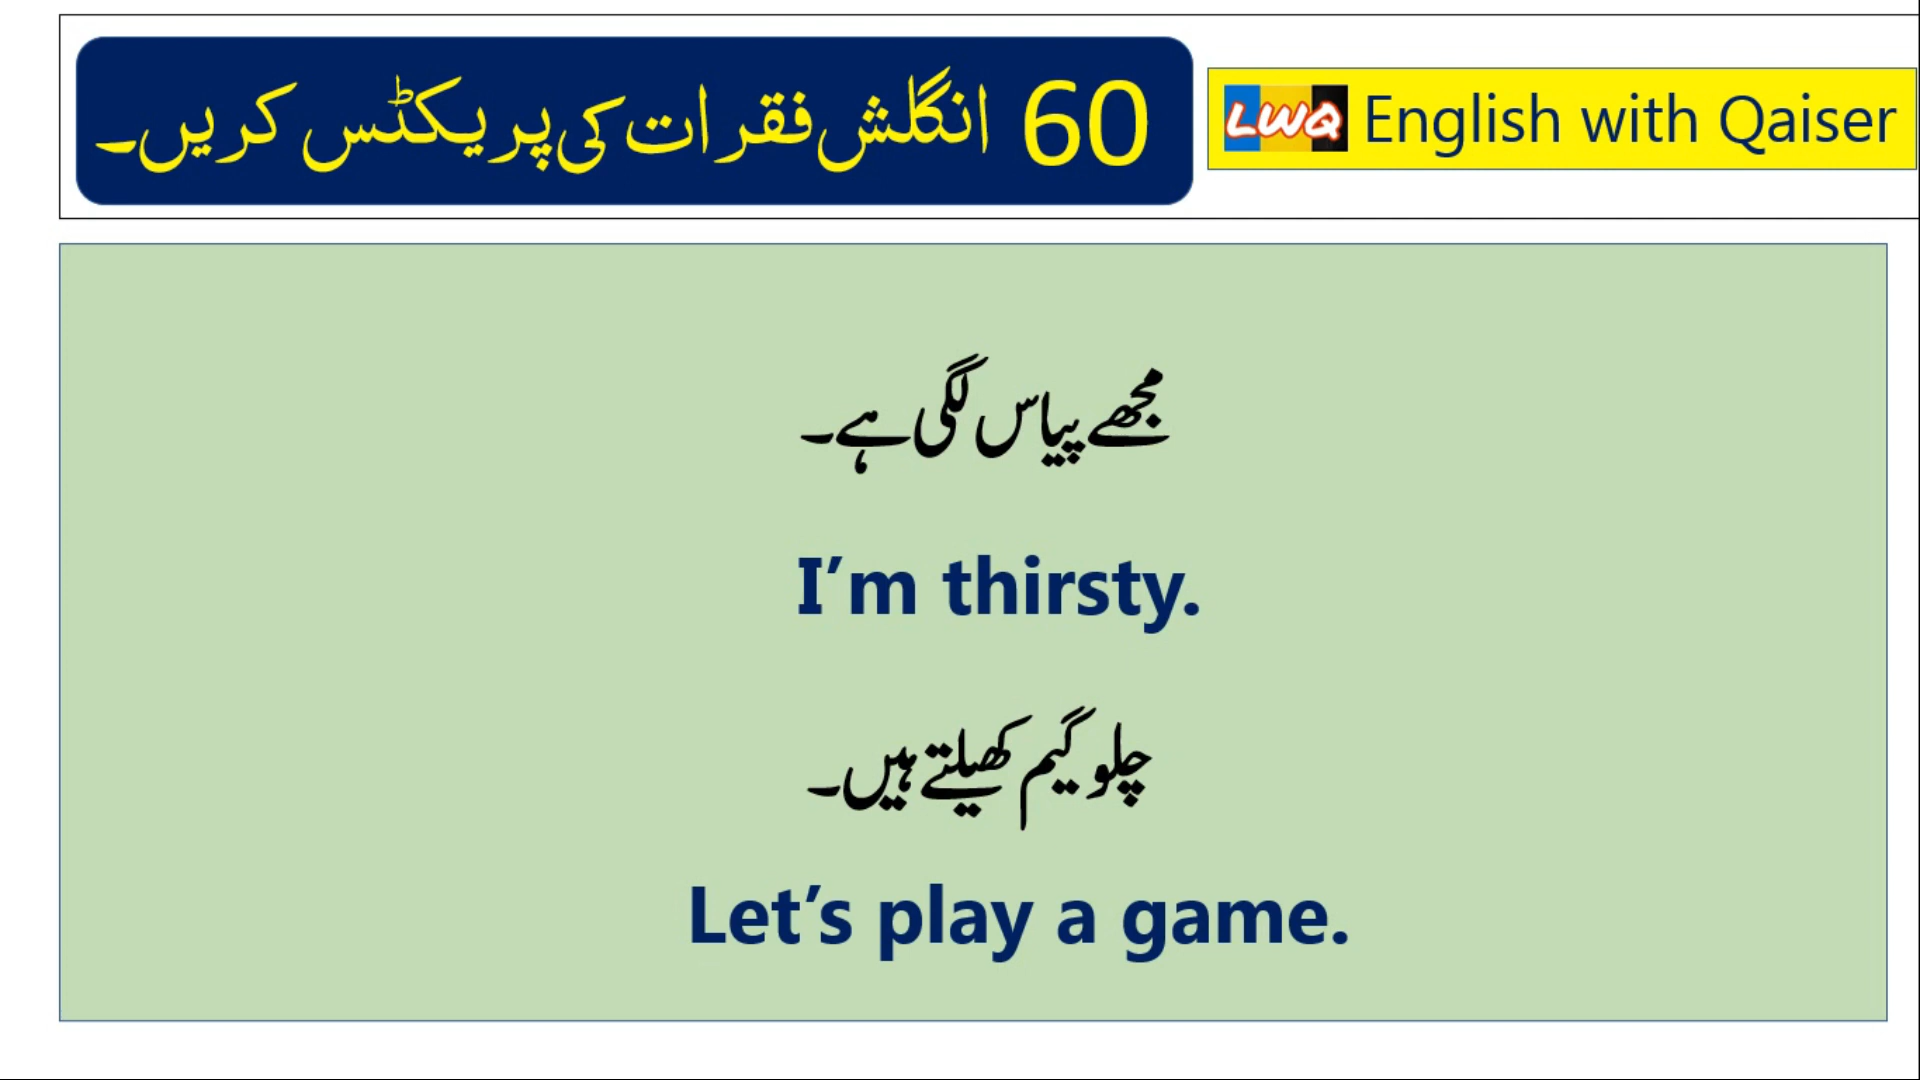 60 انگلش فقرات کی پریکٹس کریں۔
LWQ English with Qaiser
مجھے پیاس لگی ہے۔
I’m thirsty.
چلو گیم کھیلتے ہیں۔
Let’s play a game.